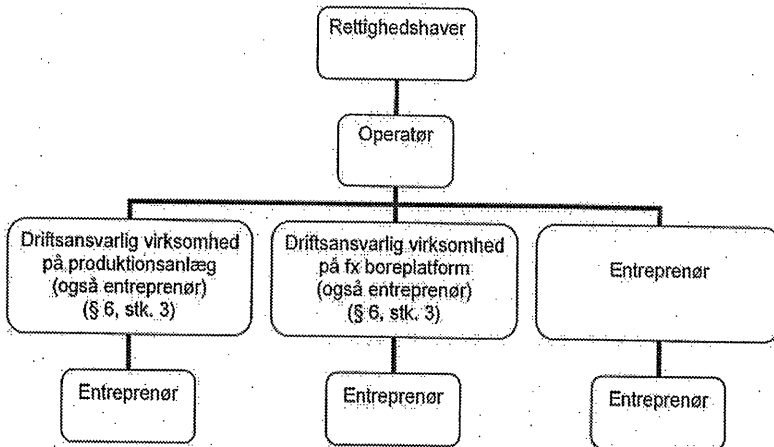 Rettighedshaver
Operatør
Driftsansvarlig virksomhed
på produktionsanlæg
(også entreprenør)
(§ 6, stk. 3)
Driftsansvarlig virksomhed
på fx boreplatform
(også entreprenør)
(§ 6, stk. 3)
Entreprenør
Entreprenør
Entreprenør
Entreprenør